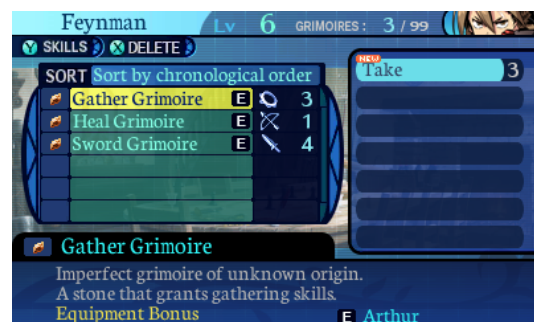 Feynman Lv 6 GRIMOIRES: 3 / 99
Y SKILLS X DELETE
SORT Sort by chronological order
Gather Grimoire E 3
Heal Grimoire E 1
Sword Grimoire E 4
NEW
Take 3
Gather Grimoire
Imperfect grimoire of unknown origin.
A stone that grants gathering skills.
Equipment Bonus
E Arthur